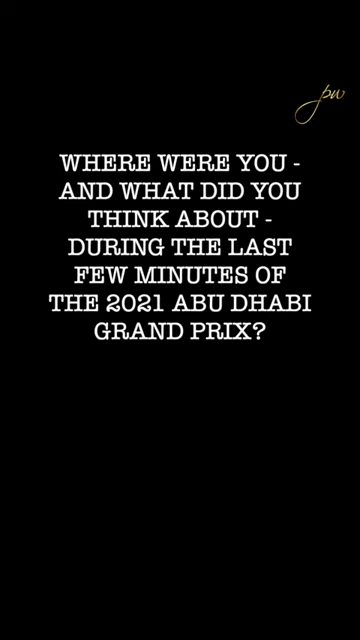 pw
WHERE WERE YOU -
AND WHAT DID YOU
THINK ABOUT -
DURING THE LAST
FEW MINUTES OF
THE 2021 ABU DHABI
GRAND PRIX?